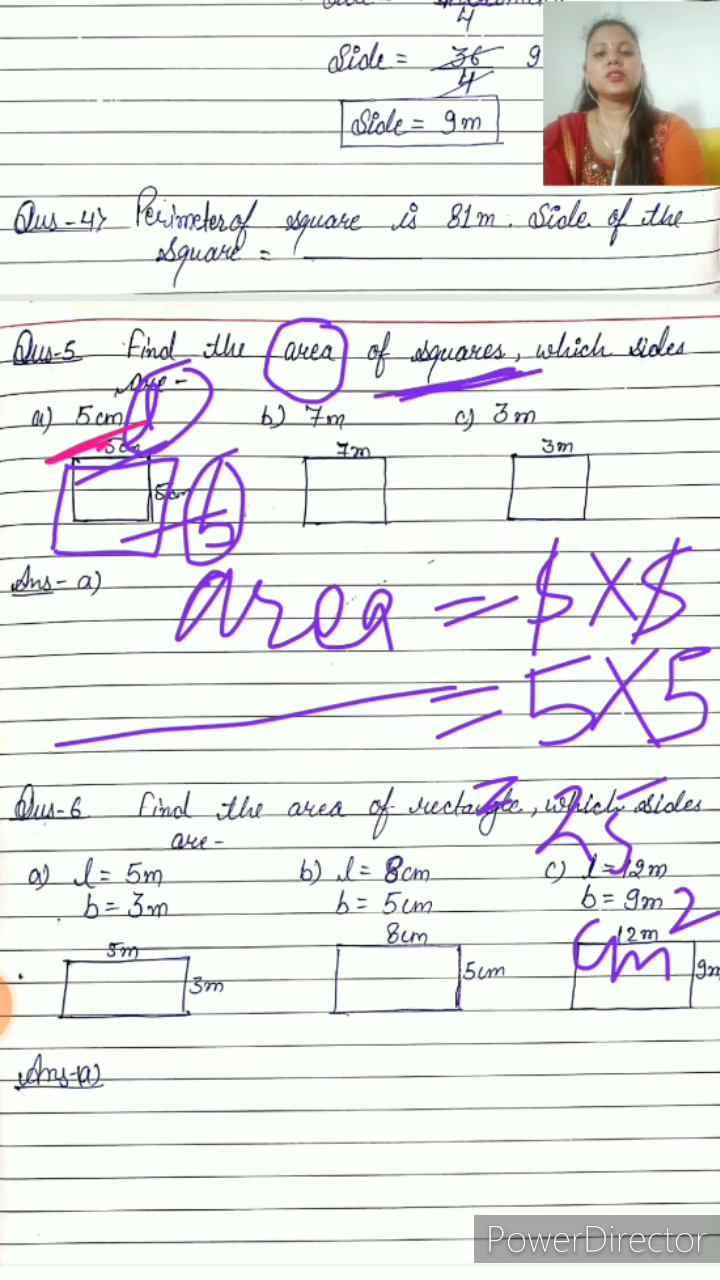 4
Side = 36 9
4
Side = 9m
Qus-4> Perimeter of square is 81m. Side of the
square =
Qus-5 Find the area of squares, which sides
are-
a) 5cm b) 7m c) 3m
5cm 7m 3m
5cm
5
Ans- a)
area = S X S
= 5 X 5
= 25
cm2
Qus-6 Find the area of rectangle, which sides
are-
a) l = 5m b) l = 8cm c) l = 12m
b = 3m b = 5cm b = 9m
5m 8cm 12m
3m 5cm 9m
Ans-a)
PowerDirector